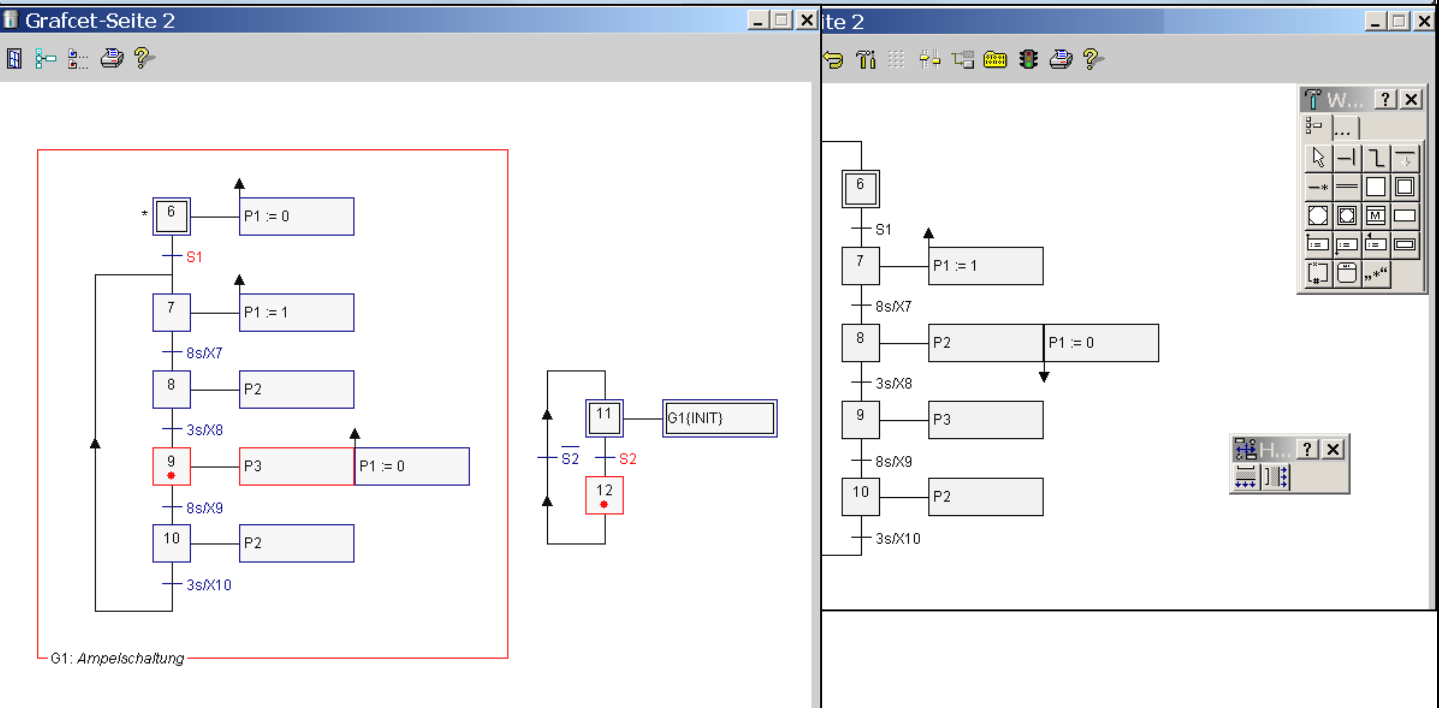 Grafcet-Seite 2
* 6 P1 := 0
S1
7 P1 := 1
8s/X7
8 P2
3s/X8
9 P3 P1 := 0
8s/X9
10 P2
3s/X10
G1: Ampelschaltung
11 G1{INIT}
S2 S2
12
ite 2
6
S1
7 P1 := 1
8s/X7
8 P2 P1 := 0
3s/X8
9 P3
8s/X9
10 P2
3s/X10
W... ?
...
*
M
:= := :=
* # „*“
H... ?